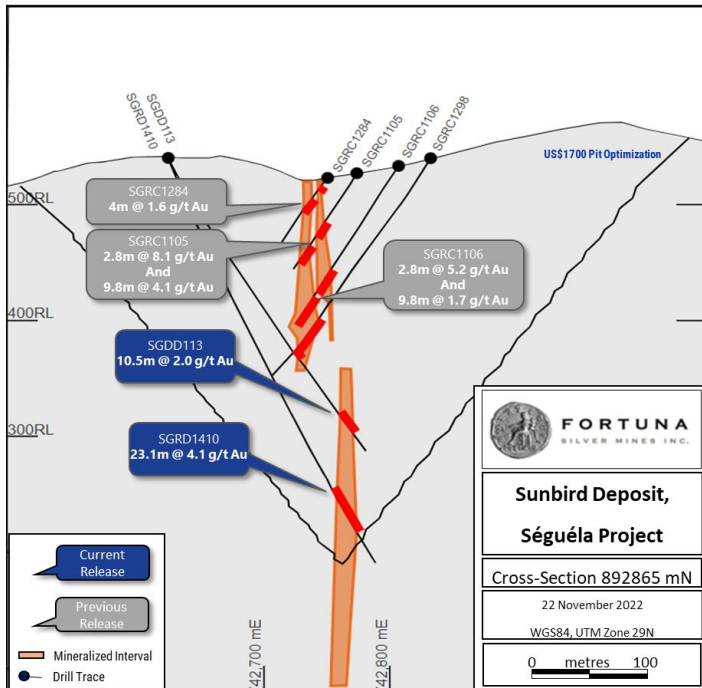 SGDD113
SGRD1410
SGRC1284
SGRC1105
SGRC1106
SGRC1298
US$1700 Pit Optimization
500RL
SGRC1284
4m @ 1.6 g/t Au
SGRC1105
2.8m @ 8.1 g/t Au
And
9.8m @ 4.1 g/t Au
SGRC1106
2.8m @ 5.2 g/t Au
And
9.8m @ 1.7 g/t Au
400RL
SGDD113
10.5m @ 2.0 g/t Au
300RL
SGRD1410
23.1m @ 4.1 g/t Au
FORTUNA
SILVER MINES INC.
Sunbird Deposit,
Séguéla Project
Cross-Section 892865 mN
22 November 2022
WGS84, UTM Zone 29N
0 metres 100
Current
Release
Previous
Release
Mineralized Interval
Drill Trace
742,700 mE
742,800 mE